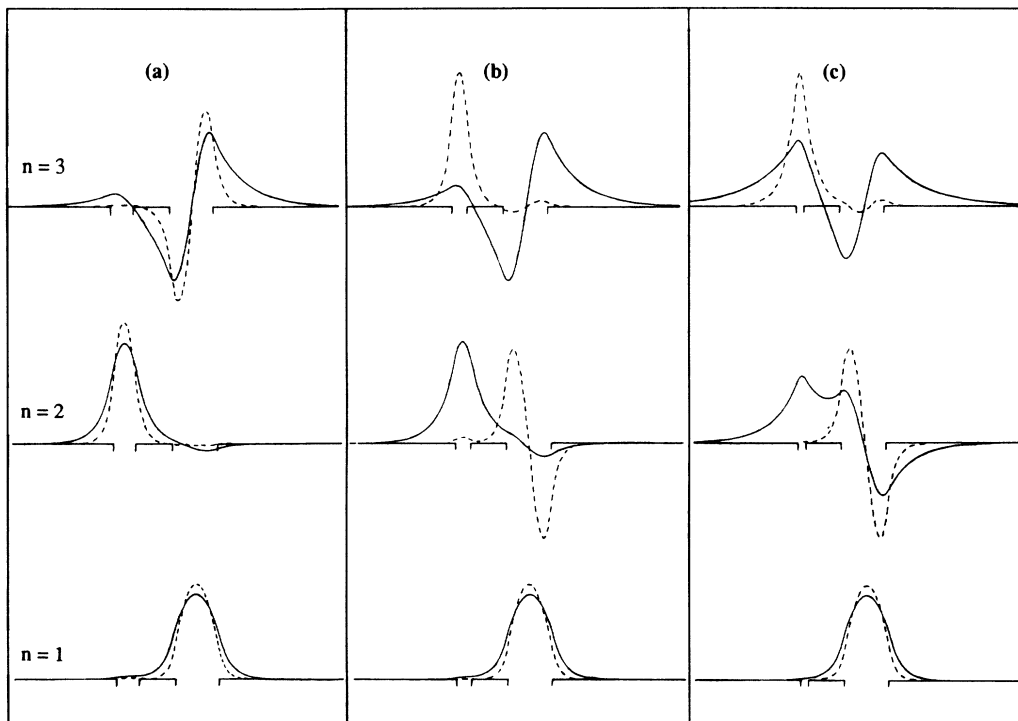 (a)
(b)
(c)
n = 3
n = 2
n = 1